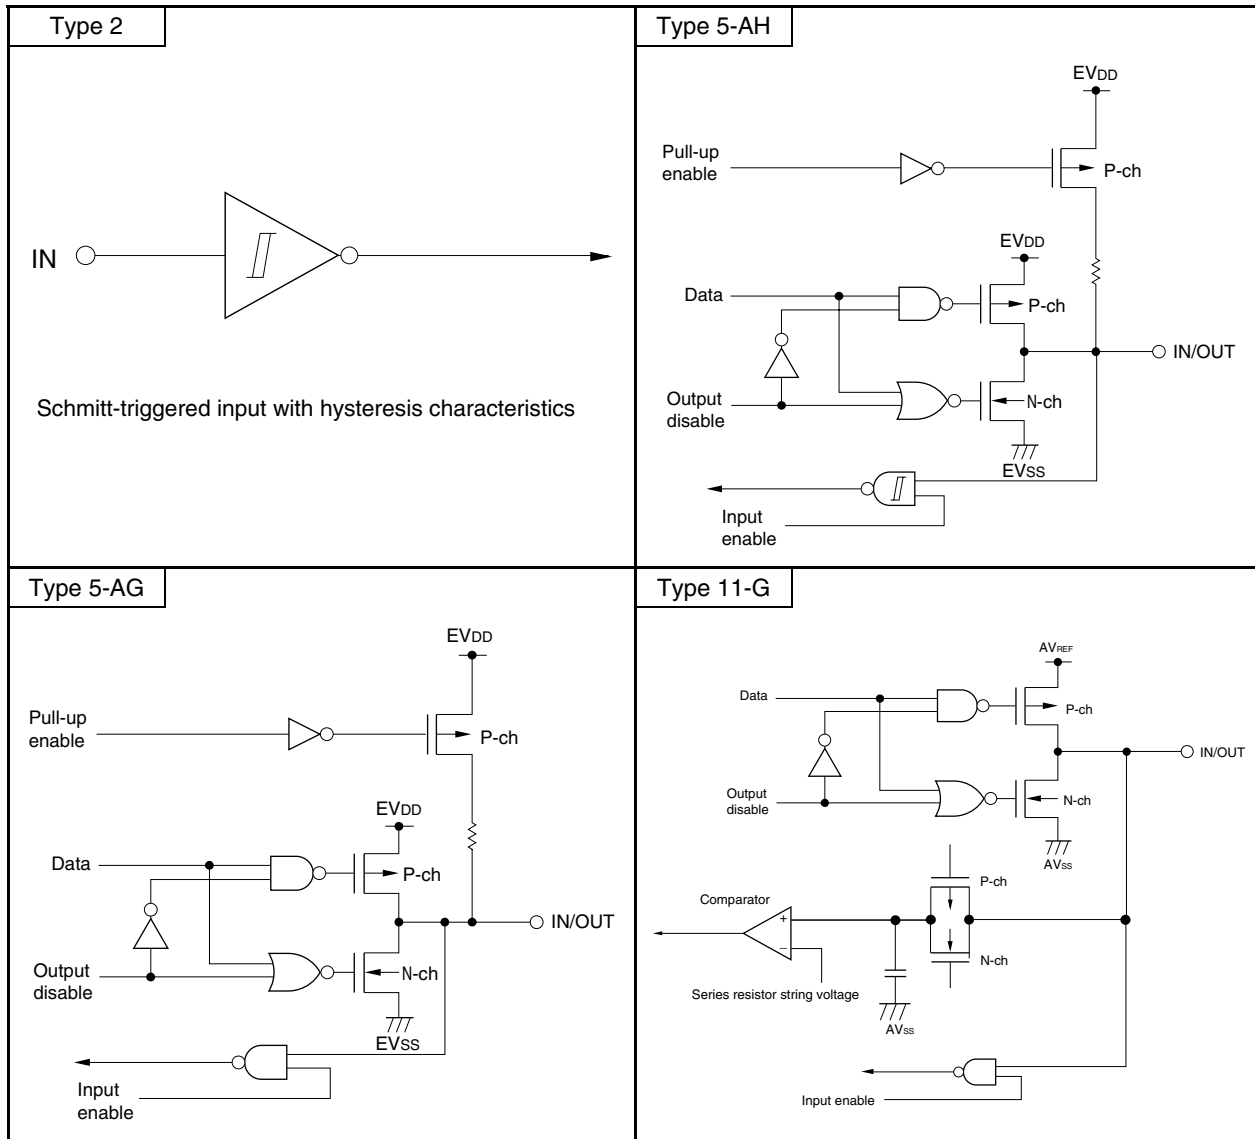 Type 2
IN
Schmitt-triggered input with hysteresis characteristics
Type 5-AH
EVDD
Pull-up
enable
P-ch
EVDD
Data
P-ch
IN/OUT
Output
disable
N-ch
EVSS
Input
enable
Type 5-AG
EVDD
Pull-up
enable
P-ch
EVDD
Data
P-ch
IN/OUT
Output
disable
N-ch
EVSS
Input
enable
Type 11-G
AVREF
Data
P-ch
IN/OUT
Output
disable
N-ch
AVSS
P-ch
Comparator
+
–
N-ch
Series resistor string voltage
AVSS
Input enable